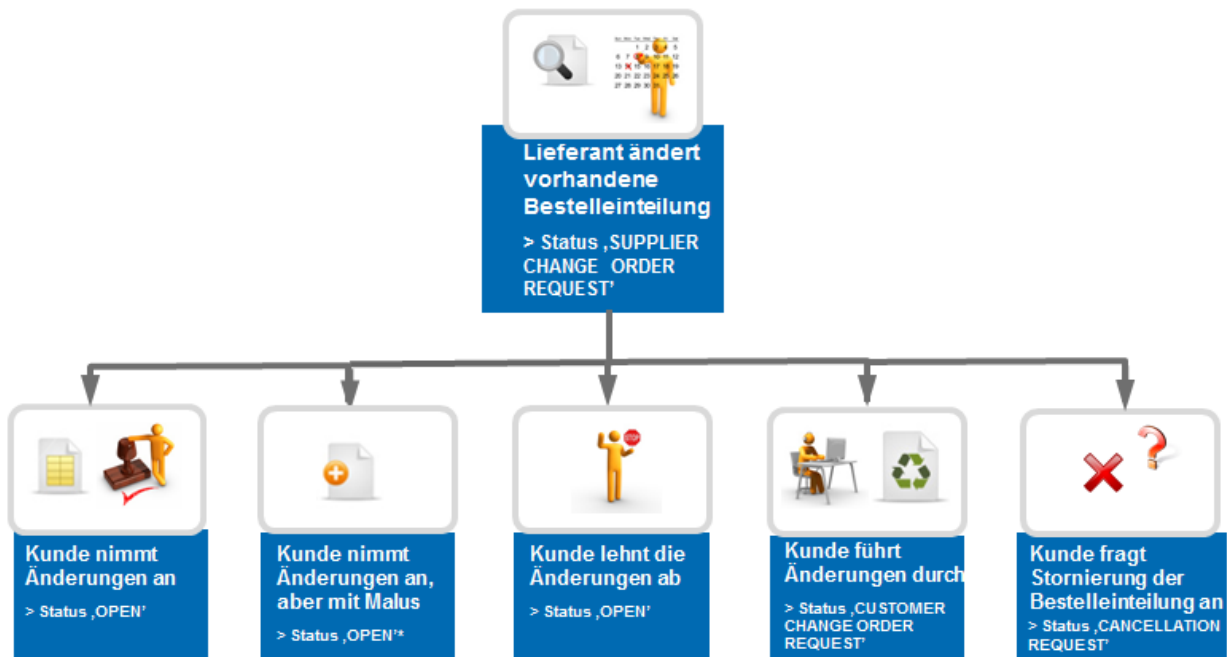 Lieferant ändert
vorhandene
Bestelleinteilung
> Status ‚SUPPLIER
CHANGE ORDER
REQUEST’
Kunde nimmt
Änderungen an
> Status ‚OPEN’
Kunde nimmt
Änderungen an,
aber mit Malus
> Status ‚OPEN’*
Kunde lehnt die
Änderungen ab
> Status ‚OPEN’
Kunde führt
Änderungen durch
> Status ‚CUSTOMER
CHANGE ORDER
REQUEST’
Kunde fragt
Stornierung der
Bestelleinteilung an
> Status ‚CANCELLATION
REQUEST’
STOP